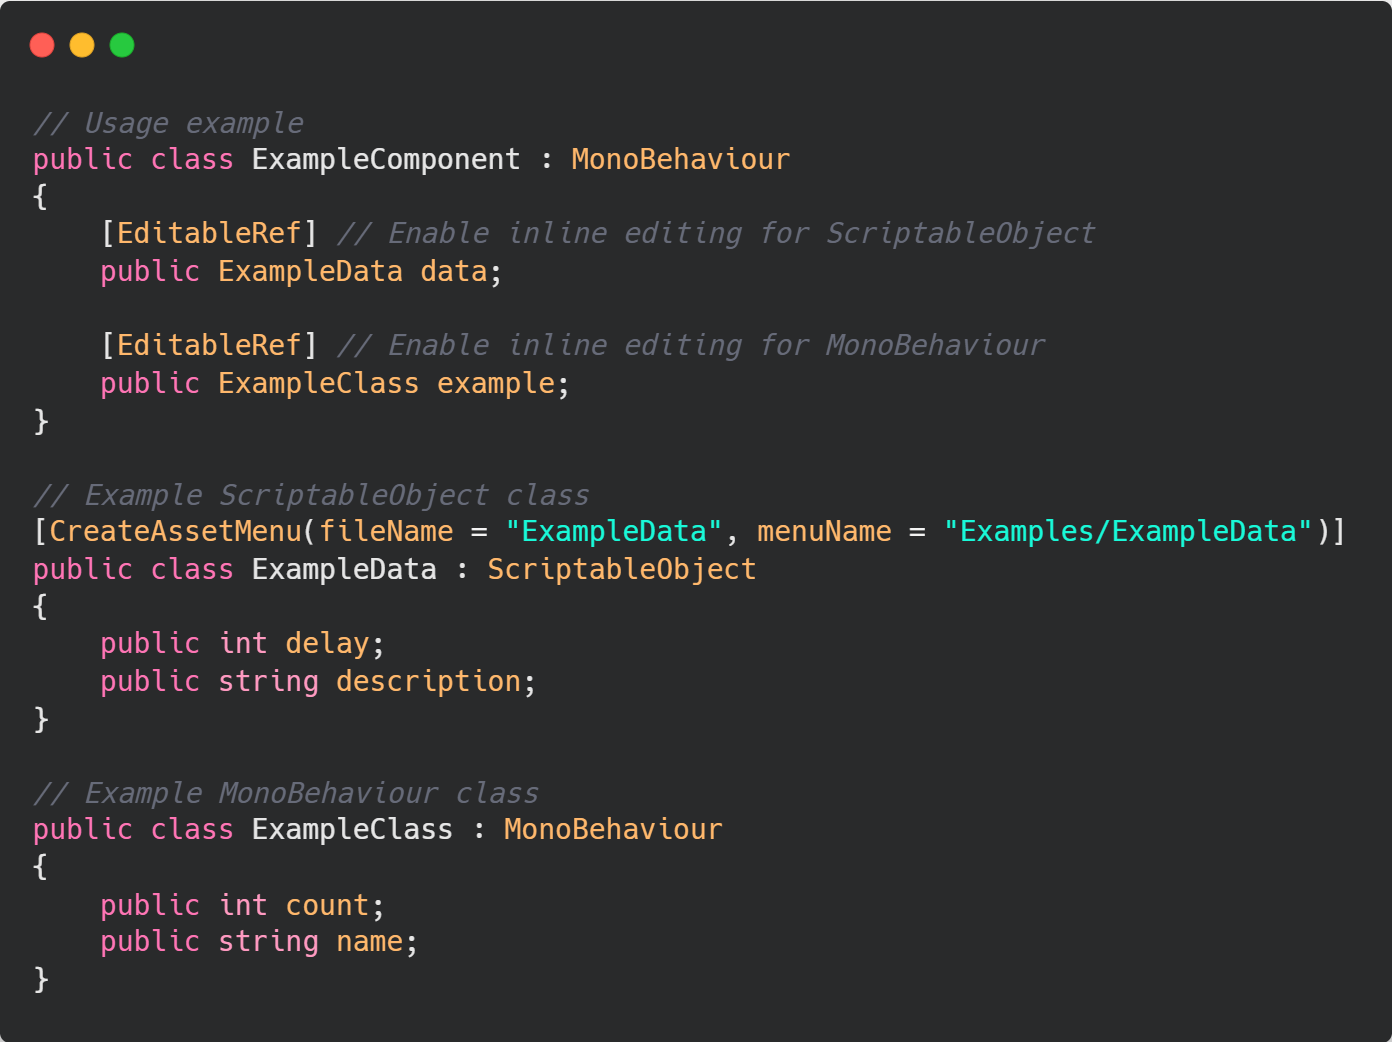 // Usage example
public class ExampleComponent : MonoBehaviour
{
    [EditableRef] // Enable inline editing for ScriptableObject
    public ExampleData data;

    [EditableRef] // Enable inline editing for MonoBehaviour
    public ExampleClass example;
}

// Example ScriptableObject class
[CreateAssetMenu(fileName = "ExampleData", menuName = "Examples/ExampleData")]
public class ExampleData : ScriptableObject
{
    public int delay;
    public string description;
}

// Example MonoBehaviour class
public class ExampleClass : MonoBehaviour
{
    public int count;
    public string name;
}